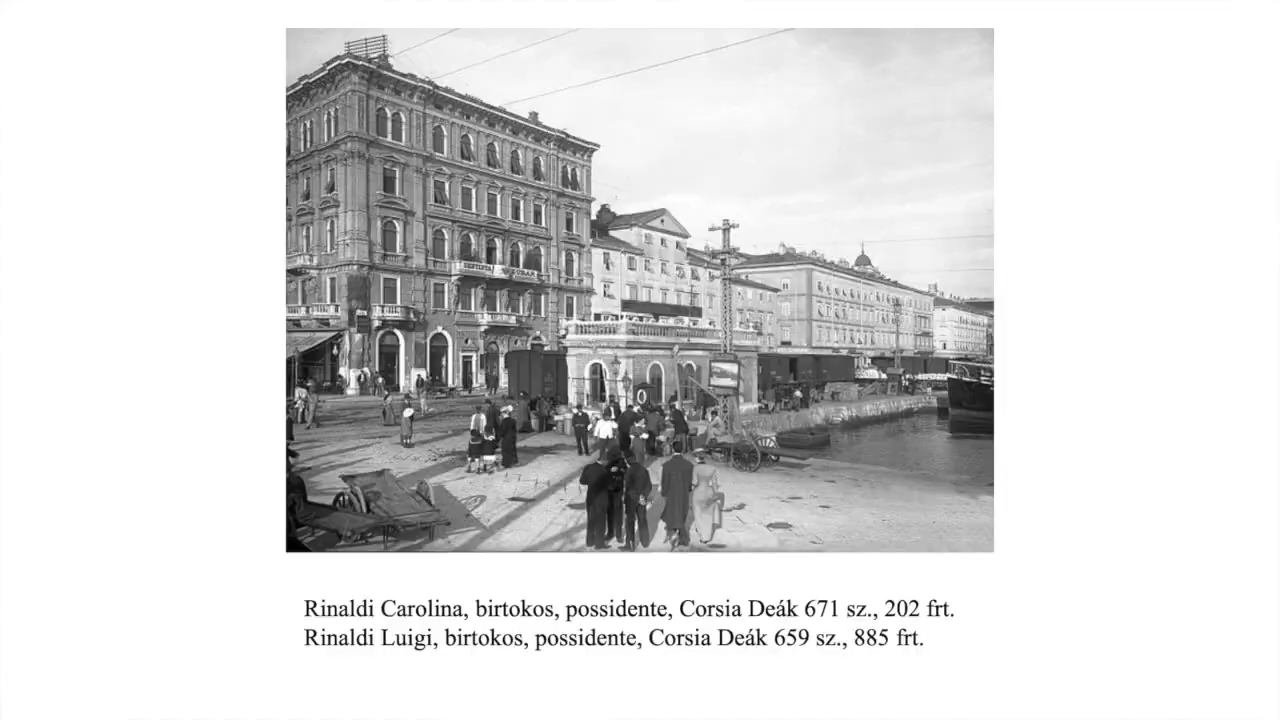 Rinaldi Carolina, birtokos, possidente, Corsia Deák 671 sz., 202 frt.
Rinaldi Luigi, birtokos, possidente, Corsia Deák 659 sz., 885 frt.